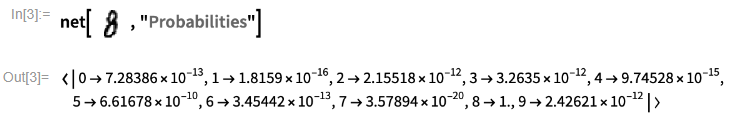 In[3]:= net[ 8 , "Probabilities"]
Out[3]= <|0→7.28386×10⁻¹³, 1→1.8159×10⁻¹⁶, 2→2.15518×10⁻¹², 3→3.2635×10⁻¹², 4→9.74528×10⁻¹⁵,
5→6.61678×10⁻¹⁰, 6→3.45442×10⁻¹³, 7→3.57894×10⁻²⁰, 8→1., 9→2.42621×10⁻¹²|>